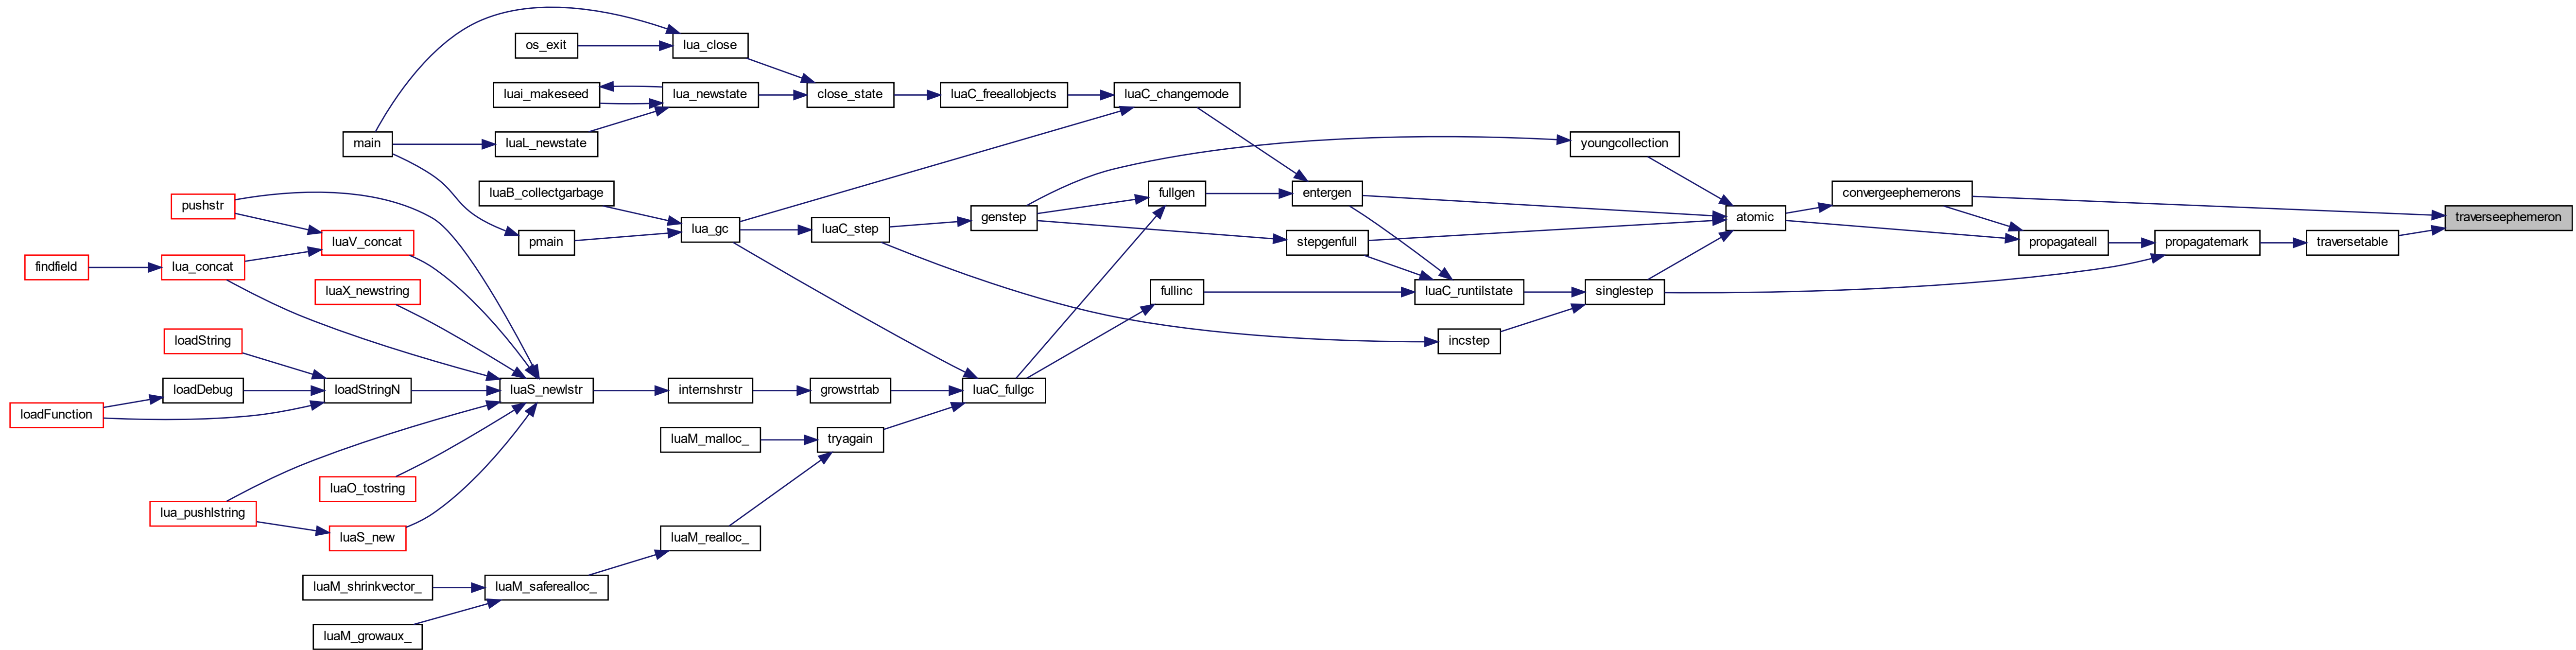 lua_close
os_exit
luai_makeseed
lua_newstate
close_state
luaC_freeallobjects
luaC_changemode
main
luaL_newstate
youngcollection
luaB_collectgarbage
pushstr
fullgen
entergen
convergeephemerons
genstep
atomic
traverseephemeron
lua_gc
luaC_step
luaV_concat
pmain
stepgenfull
propagateall
propagatemark
traversetable
findfield
lua_concat
luaX_newstring
fullinc
luaC_runtilstate
singlestep
loadString
incstep
loadDebug
loadStringN
luaS_newlstr
internshrstr
growstrtab
luaC_fullgc
loadFunction
luaM_malloc_
tryagain
luaO_tostring
lua_pushlstring
luaS_new
luaM_realloc_
luaM_shrinkvector_
luaM_saferealloc_
luaM_growaux_